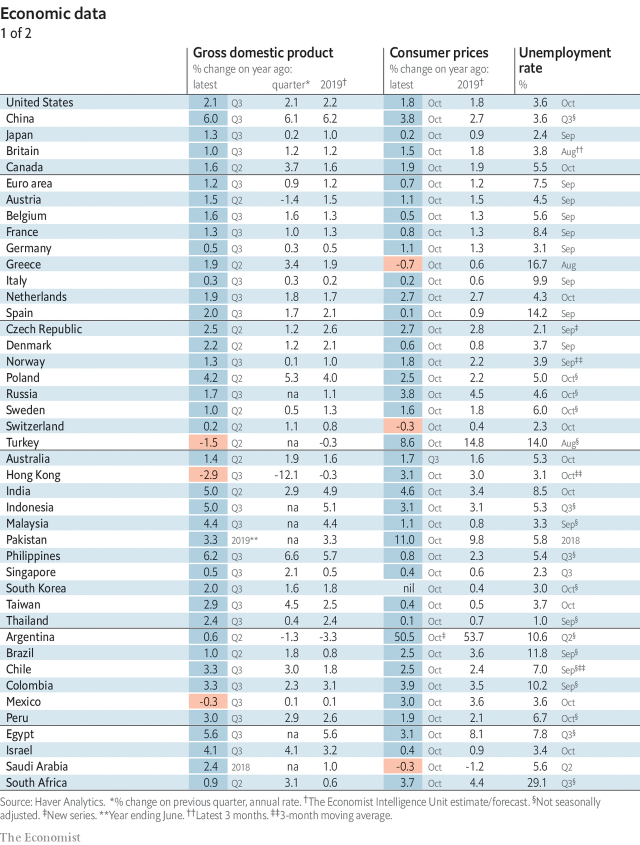 Economic data
1 of 2
Gross domestic product Consumer prices Unemployment
% change on year ago: % change on year ago: rate
latest quarter* 2019† latest 2019† %
United States 2.1 Q3 2.1 2.2 1.8 Oct 1.8 3.6 Oct
China 6.0 Q3 6.1 6.2 3.8 Oct 2.7 3.6 Q3§
Japan 1.3 Q3 0.2 1.0 0.2 Oct 0.9 2.4 Sep
Britain 1.0 Q3 1.2 1.2 1.5 Oct 1.8 3.8 Aug††
Canada 1.6 Q2 3.7 1.6 1.9 Oct 1.9 5.5 Oct
Euro area 1.2 Q3 0.9 1.2 0.7 Oct 1.2 7.5 Sep
Austria 1.5 Q2 -1.4 1.5 1.1 Oct 1.5 4.5 Sep
Belgium 1.6 Q3 1.6 1.3 0.5 Oct 1.3 5.6 Sep
France 1.3 Q3 1.0 1.3 0.8 Oct 1.3 8.4 Sep
Germany 0.5 Q3 0.3 0.5 1.1 Oct 1.3 3.1 Sep
Greece 1.9 Q2 3.4 1.9 -0.7 Oct 0.6 16.7 Aug
Italy 0.3 Q3 0.3 0.2 0.2 Oct 0.6 9.9 Sep
Netherlands 1.9 Q3 1.8 1.7 2.7 Oct 2.7 4.3 Oct
Spain 2.0 Q3 1.7 2.1 0.1 Oct 0.9 14.2 Sep
Czech Republic 2.5 Q2 1.2 2.6 2.7 Oct 2.8 2.1 Sep‡
Denmark 2.2 Q2 1.2 2.1 0.6 Oct 0.8 3.7 Sep
Norway 1.3 Q3 0.1 1.0 1.8 Oct 2.2 3.9 Sep‡‡
Poland 4.2 Q2 5.3 4.0 2.5 Oct 2.2 5.0 Oct§
Russia 1.7 Q3 na 1.1 3.8 Oct 4.5 4.6 Oct§
Sweden 1.0 Q2 0.5 1.3 1.6 Oct 1.8 6.0 Oct§
Switzerland 0.2 Q2 1.1 0.8 -0.3 Oct 0.4 2.3 Oct
Turkey -1.5 Q2 na -0.3 8.6 Oct 14.8 14.0 Aug§
Australia 1.4 Q2 1.9 1.6 1.7 Q3 1.6 5.3 Oct
Hong Kong -2.9 Q3 -12.1 -0.3 3.1 Oct 3.0 3.1 Oct‡‡
India 5.0 Q2 2.9 4.9 4.6 Oct 3.4 8.5 Oct
Indonesia 5.0 Q3 na 5.1 3.1 Oct 3.1 5.3 Q3§
Malaysia 4.4 Q3 na 4.4 1.1 Oct 0.8 3.3 Sep§
Pakistan 3.3 2019** na 3.3 11.0 Oct 9.8 5.8 2018
Philippines 6.2 Q3 6.6 5.7 0.8 Oct 2.3 5.4 Q3§
Singapore 0.5 Q3 2.1 0.5 0.4 Oct 0.6 2.3 Q3
South Korea 2.0 Q3 1.6 1.8 nil Oct 0.4 3.0 Oct§
Taiwan 2.9 Q3 4.5 2.5 0.4 Oct 0.5 3.7 Oct
Thailand 2.4 Q3 0.4 2.4 0.1 Oct 0.7 1.0 Sep§
Argentina 0.6 Q2 -1.3 -3.3 50.5 Oct‡ 53.7 10.6 Q2§
Brazil 1.0 Q2 1.8 0.8 2.5 Oct 3.6 11.8 Sep§
Chile 3.3 Q3 3.0 1.8 2.5 Oct 2.4 7.0 Sep§‡‡
Colombia 3.3 Q3 2.3 3.1 3.9 Oct 3.5 10.2 Sep§
Mexico -0.3 Q3 0.1 0.1 3.0 Oct 3.6 3.6 Oct
Peru 3.0 Q3 2.9 2.6 1.9 Oct 2.1 6.7 Oct§
Egypt 5.6 Q3 na 5.6 3.1 Oct 8.1 7.8 Q3§
Israel 4.1 Q3 4.1 3.2 0.4 Oct 0.9 3.4 Oct
Saudi Arabia 2.4 2018 na 1.0 -0.3 Oct -1.2 5.6 Q2
South Africa 0.9 Q2 3.1 0.6 3.7 Oct 4.4 29.1 Q3§
Source: Haver Analytics. *% change on previous quarter, annual rate. †The Economist Intelligence Unit estimate/forecast. §Not seasonally
adjusted. ‡New series. **Year ending June. ††Latest 3 months. ‡‡3-month moving average.
The Economist